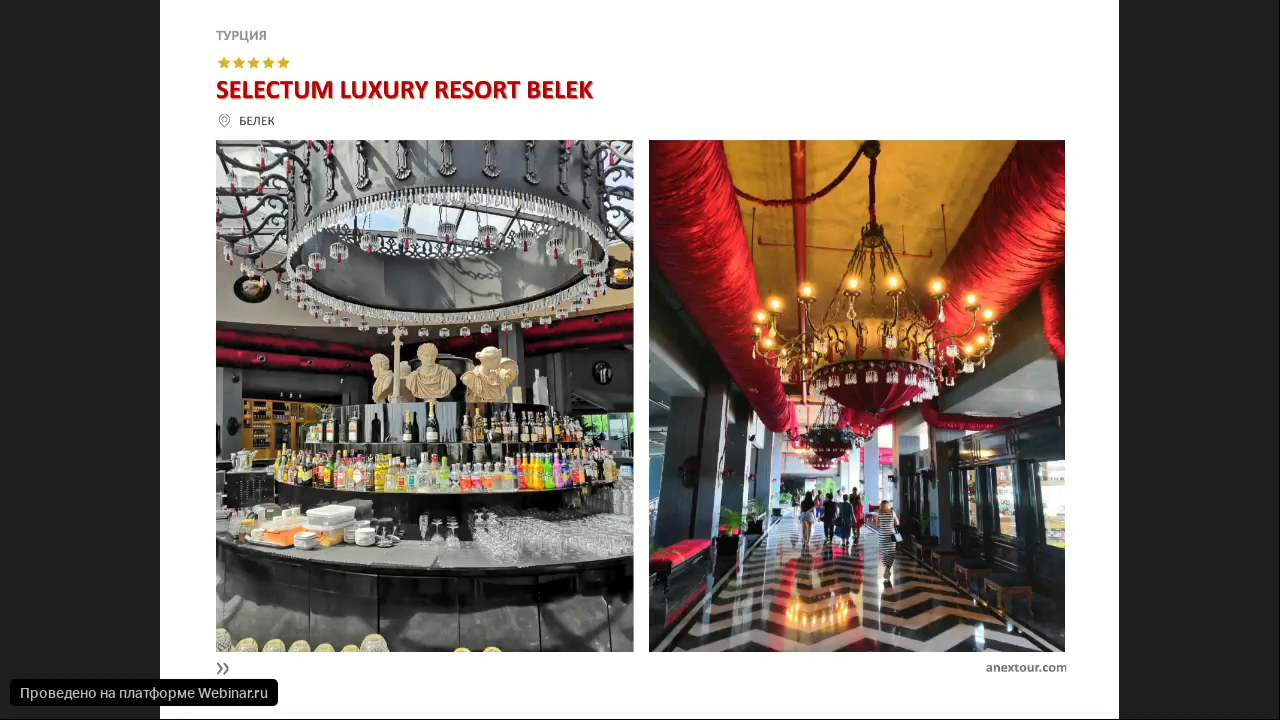 ТУРЦИЯ
SELECTUM LUXURY RESORT BELEK
БЕЛЕК
anextour.com
Проведено на платформе Webinar.ru